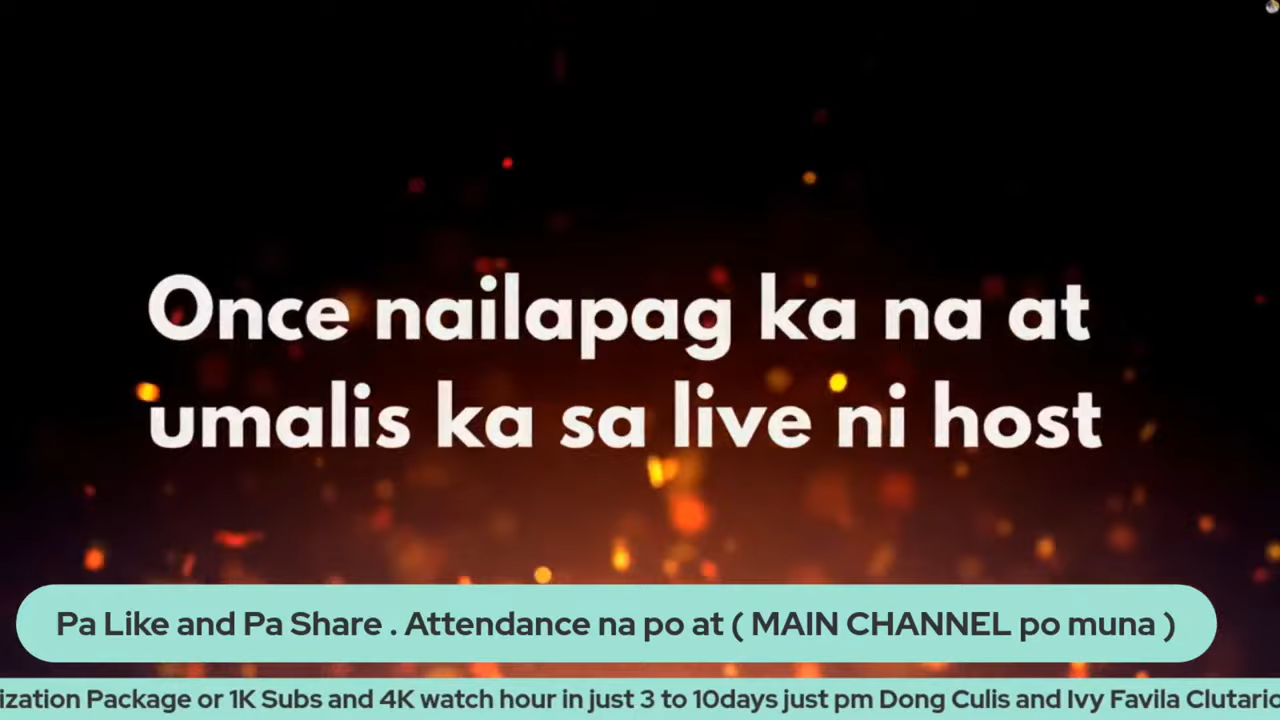 Once nailapag ka na at
umalis ka sa live ni host
Pa Like and Pa Share . Attendance na po at ( MAIN CHANNEL po muna )
ization Package or 1K Subs and 4K watch hour in just 3 to 10days just pm Dong Culis and Ivy Favila Clutario